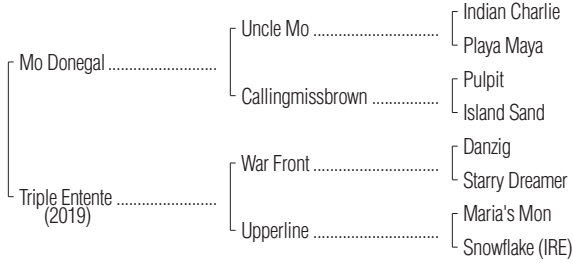 Indian Charlie
Uncle Mo ........................................
Playa Maya
Mo Donegal ...................................
Pulpit
Callingmissbrown .....................
Island Sand
Danzig
War Front ........................................
Starry Dreamer
Triple Entente ................................
(2019)
Maria's Mon
Upperline ........................................
Snowflake (IRE)